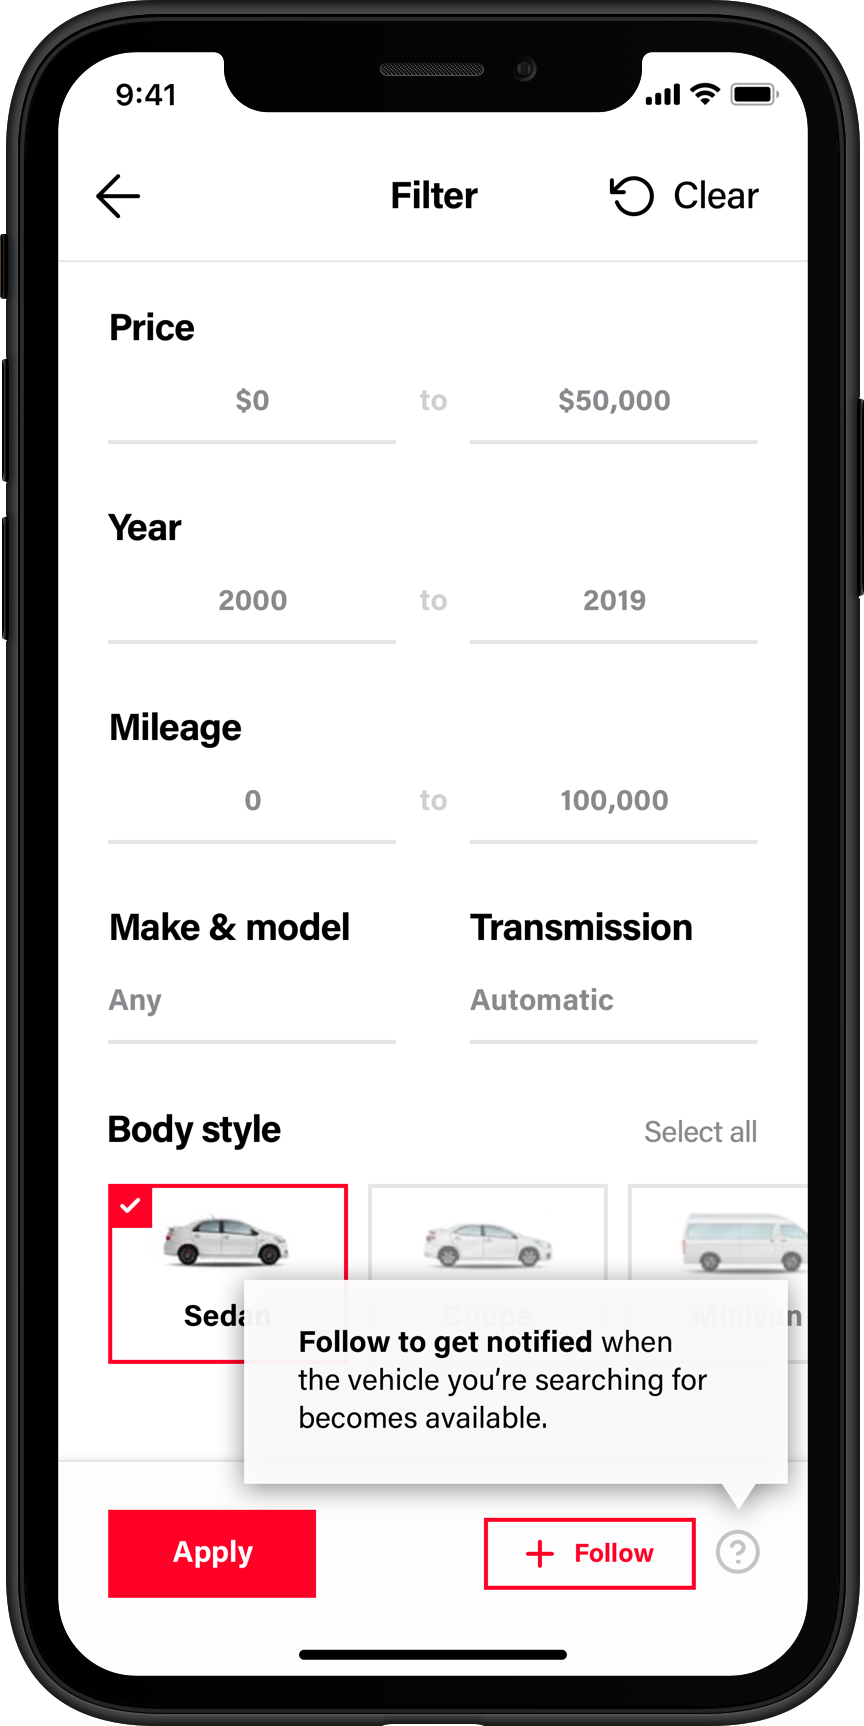 9:41
Filter
Clear
Price
$0 to $50,000
Year
2000 to 2019
Mileage
0 to 100,000
Make & model
Transmission
Any
Automatic
Body style
Select all
Sedan
Coupe
Minivan
Follow to get notified when
the vehicle you're searching for
becomes available.
Apply
+ Follow
?